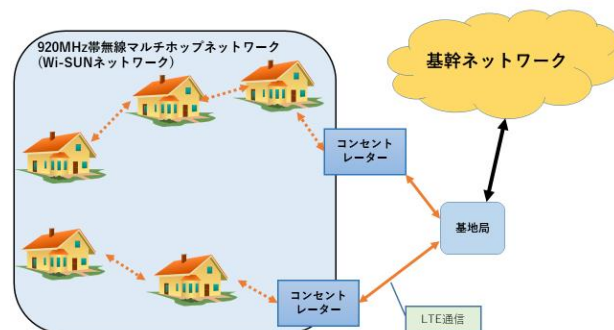 920MHz帯無線マルチホップネットワーク
(Wi-SUNネットワーク)
基幹ネットワーク
コンセント
レーター
基地局
コンセント
レーター
LTE通信